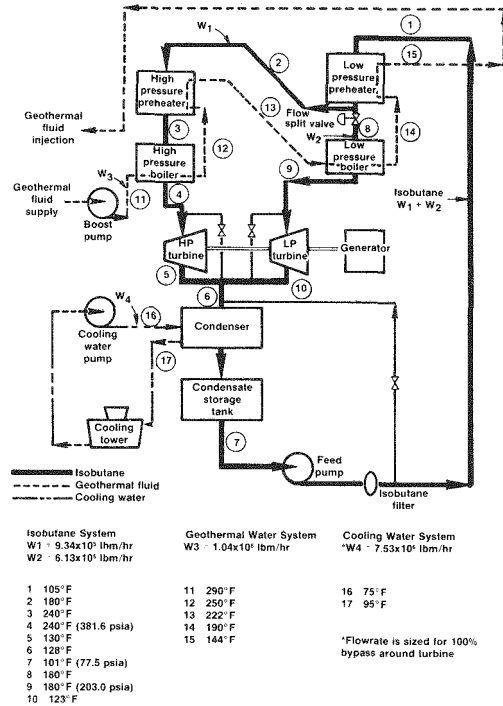 1
W1
2
15
High
pressure
preheater
Low
pressure
preheater
13
Flow
split valve
8
W2
14
Geothermal
fluid
injection
3
12
High
pressure
boiler
Low
pressure
boiler
W3
9
Geothermal
fluid
supply
11
4
Isobutane
W1 + W2
Boost
pump
HP
turbine
LP
turbine
Generator
5
10
6
W4
16
Condenser
Cooling
water
pump
17
Condensate
storage
tank
Cooling
tower
7
Feed
pump
Isobutane
filter
Isobutane
Geothermal fluid
Cooling water
Isobutane System
W1 = 9.34x10⁵ lbm/hr
W2 = 6.13x10⁵ lbm/hr
1 105°F
2 180°F
3 240°F
4 240°F (381.6 psia)
5 130°F
6 128°F
7 101°F (77.5 psia)
8 180°F
9 180°F (203.0 psia)
10 123°F
Geothermal Water System
W3 = 1.04x10⁶ lbm/hr
11 290°F
12 250°F
13 222°F
14 190°F
15 144°F
Cooling Water System
*W4 = 7.53x10⁶ lbm/hr
16 75°F
17 95°F
*Flowrate is sized for 100%
bypass around turbine